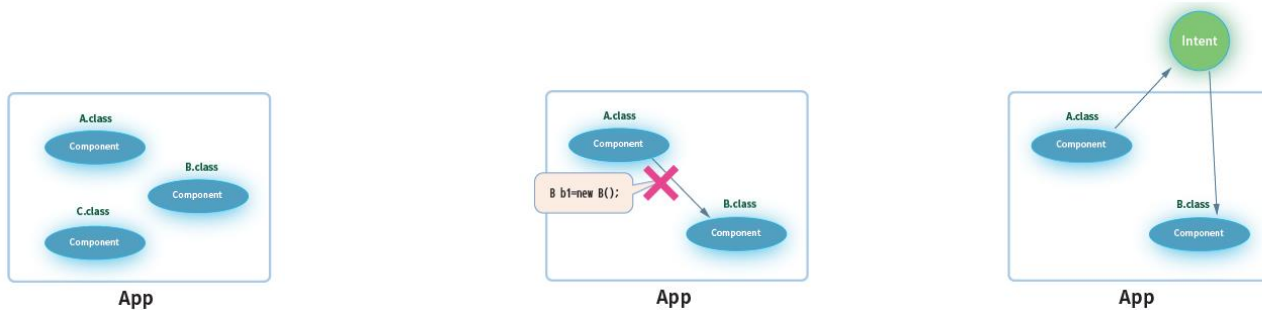 A.class
Component
B.class
Component
C.class
Component
App
A.class
Component
B b1=new B();
B.class
Component
App
Intent
A.class
Component
B.class
Component
App